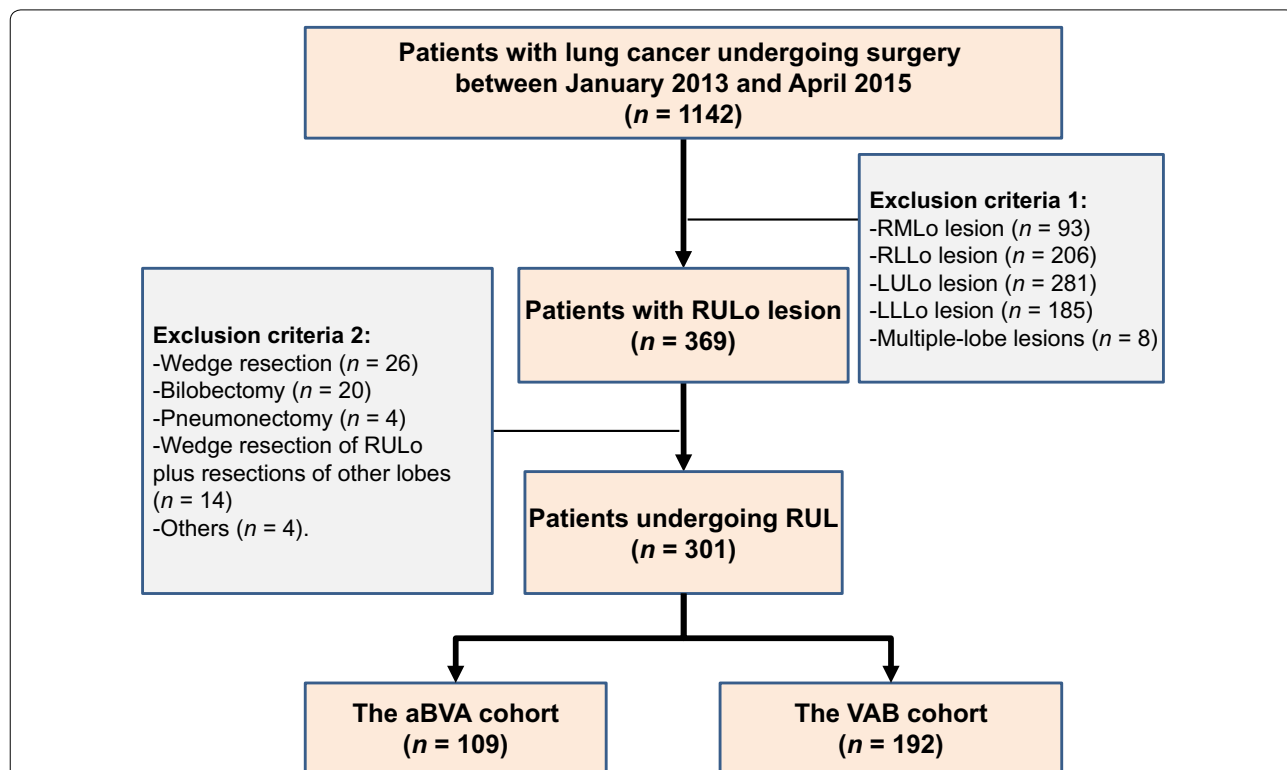 Patients with lung cancer undergoing surgery
between January 2013 and April 2015
(n = 1142)
Exclusion criteria 1:
-RMLo lesion (n = 93)
-RLLo lesion (n = 206)
-LULo lesion (n = 281)
-LLLo lesion (n = 185)
-Multiple-lobe lesions (n = 8)
Patients with RULo lesion
(n = 369)
Exclusion criteria 2:
-Wedge resection (n = 26)
-Bilobectomy (n = 20)
-Pneumonectomy (n = 4)
-Wedge resection of RULo
plus resections of other lobes
(n = 14)
-Others (n = 4).
Patients undergoing RUL
(n = 301)
The aBVA cohort
(n = 109)
The VAB cohort
(n = 192)